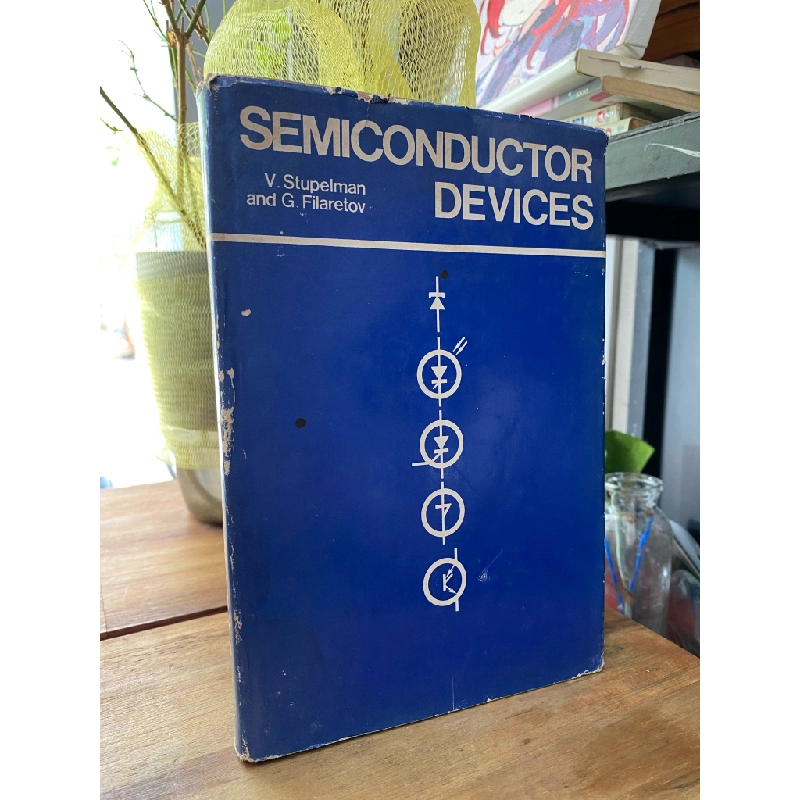 SEMICONDUCTOR
DEVICES
V. Stupelman
and G. Filaretov